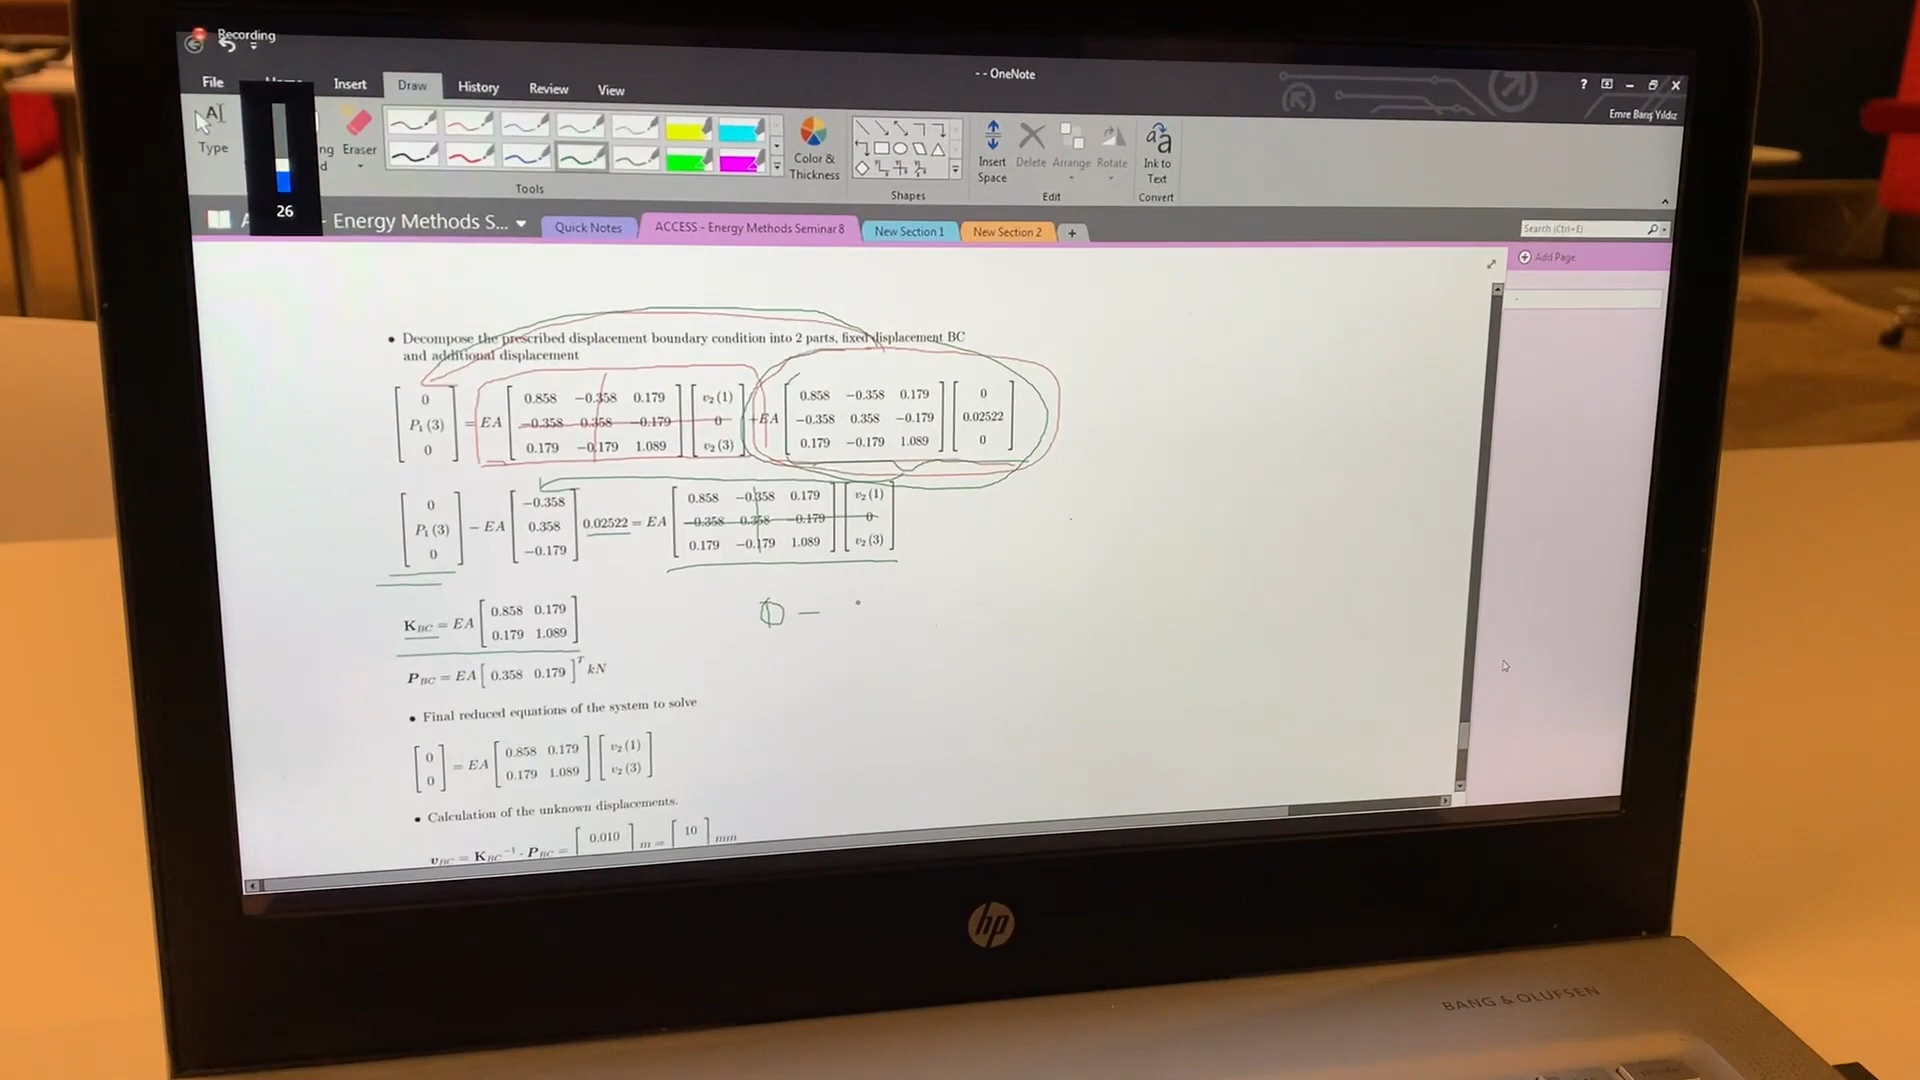 Recording
- - OneNote
File Insert Draw History Review View
Emre Barış Yıldız
Type
Eraser
Color & Thickness
Insert Space
Delete Arrange Rotate
Ink to Text
Tools
Shapes
Edit
Convert
26
- Energy Methods S...
Quick Notes
ACCESS - Energy Methods Seminar 8
New Section 1
New Section 2
+
Search (Ctrl+E)
Add Page
• Decompose the prescribed displacement boundary condition into 2 parts, fixed displacement BC
and additional displacement
[0; P₁(3); 0] = EA [0.858 −0.358 0.179; −0.358 0.358 −0.179; 0.179 −0.179 1.089] [v₂(1); 0; v₂(3)] + EA [0.858 −0.358 0.179; −0.358 0.358 −0.179; 0.179 −0.179 1.089] [0; 0.02522; 0]
[0; P₁(3); 0] − EA [−0.358; 0.358; −0.179] 0.02522 = EA [0.858 −0.358 0.179; −0.358 0.358 −0.179; 0.179 −0.179 1.089] [v₂(1); 0; v₂(3)]
0 −
K_BC = EA [0.858 0.179; 0.179 1.089]
P_BC = EA [0.358 0.179]ᵀ kN
• Final reduced equations of the system to solve
[0; 0] = EA [0.858 0.179; 0.179 1.089] [v₂(1); v₂(3)]
• Calculation of the unknown displacements.
v_BC = K_BC⁻¹ · P_BC = [0.010 ] m = [10 ] mm
hp
BANG & OLUFSEN